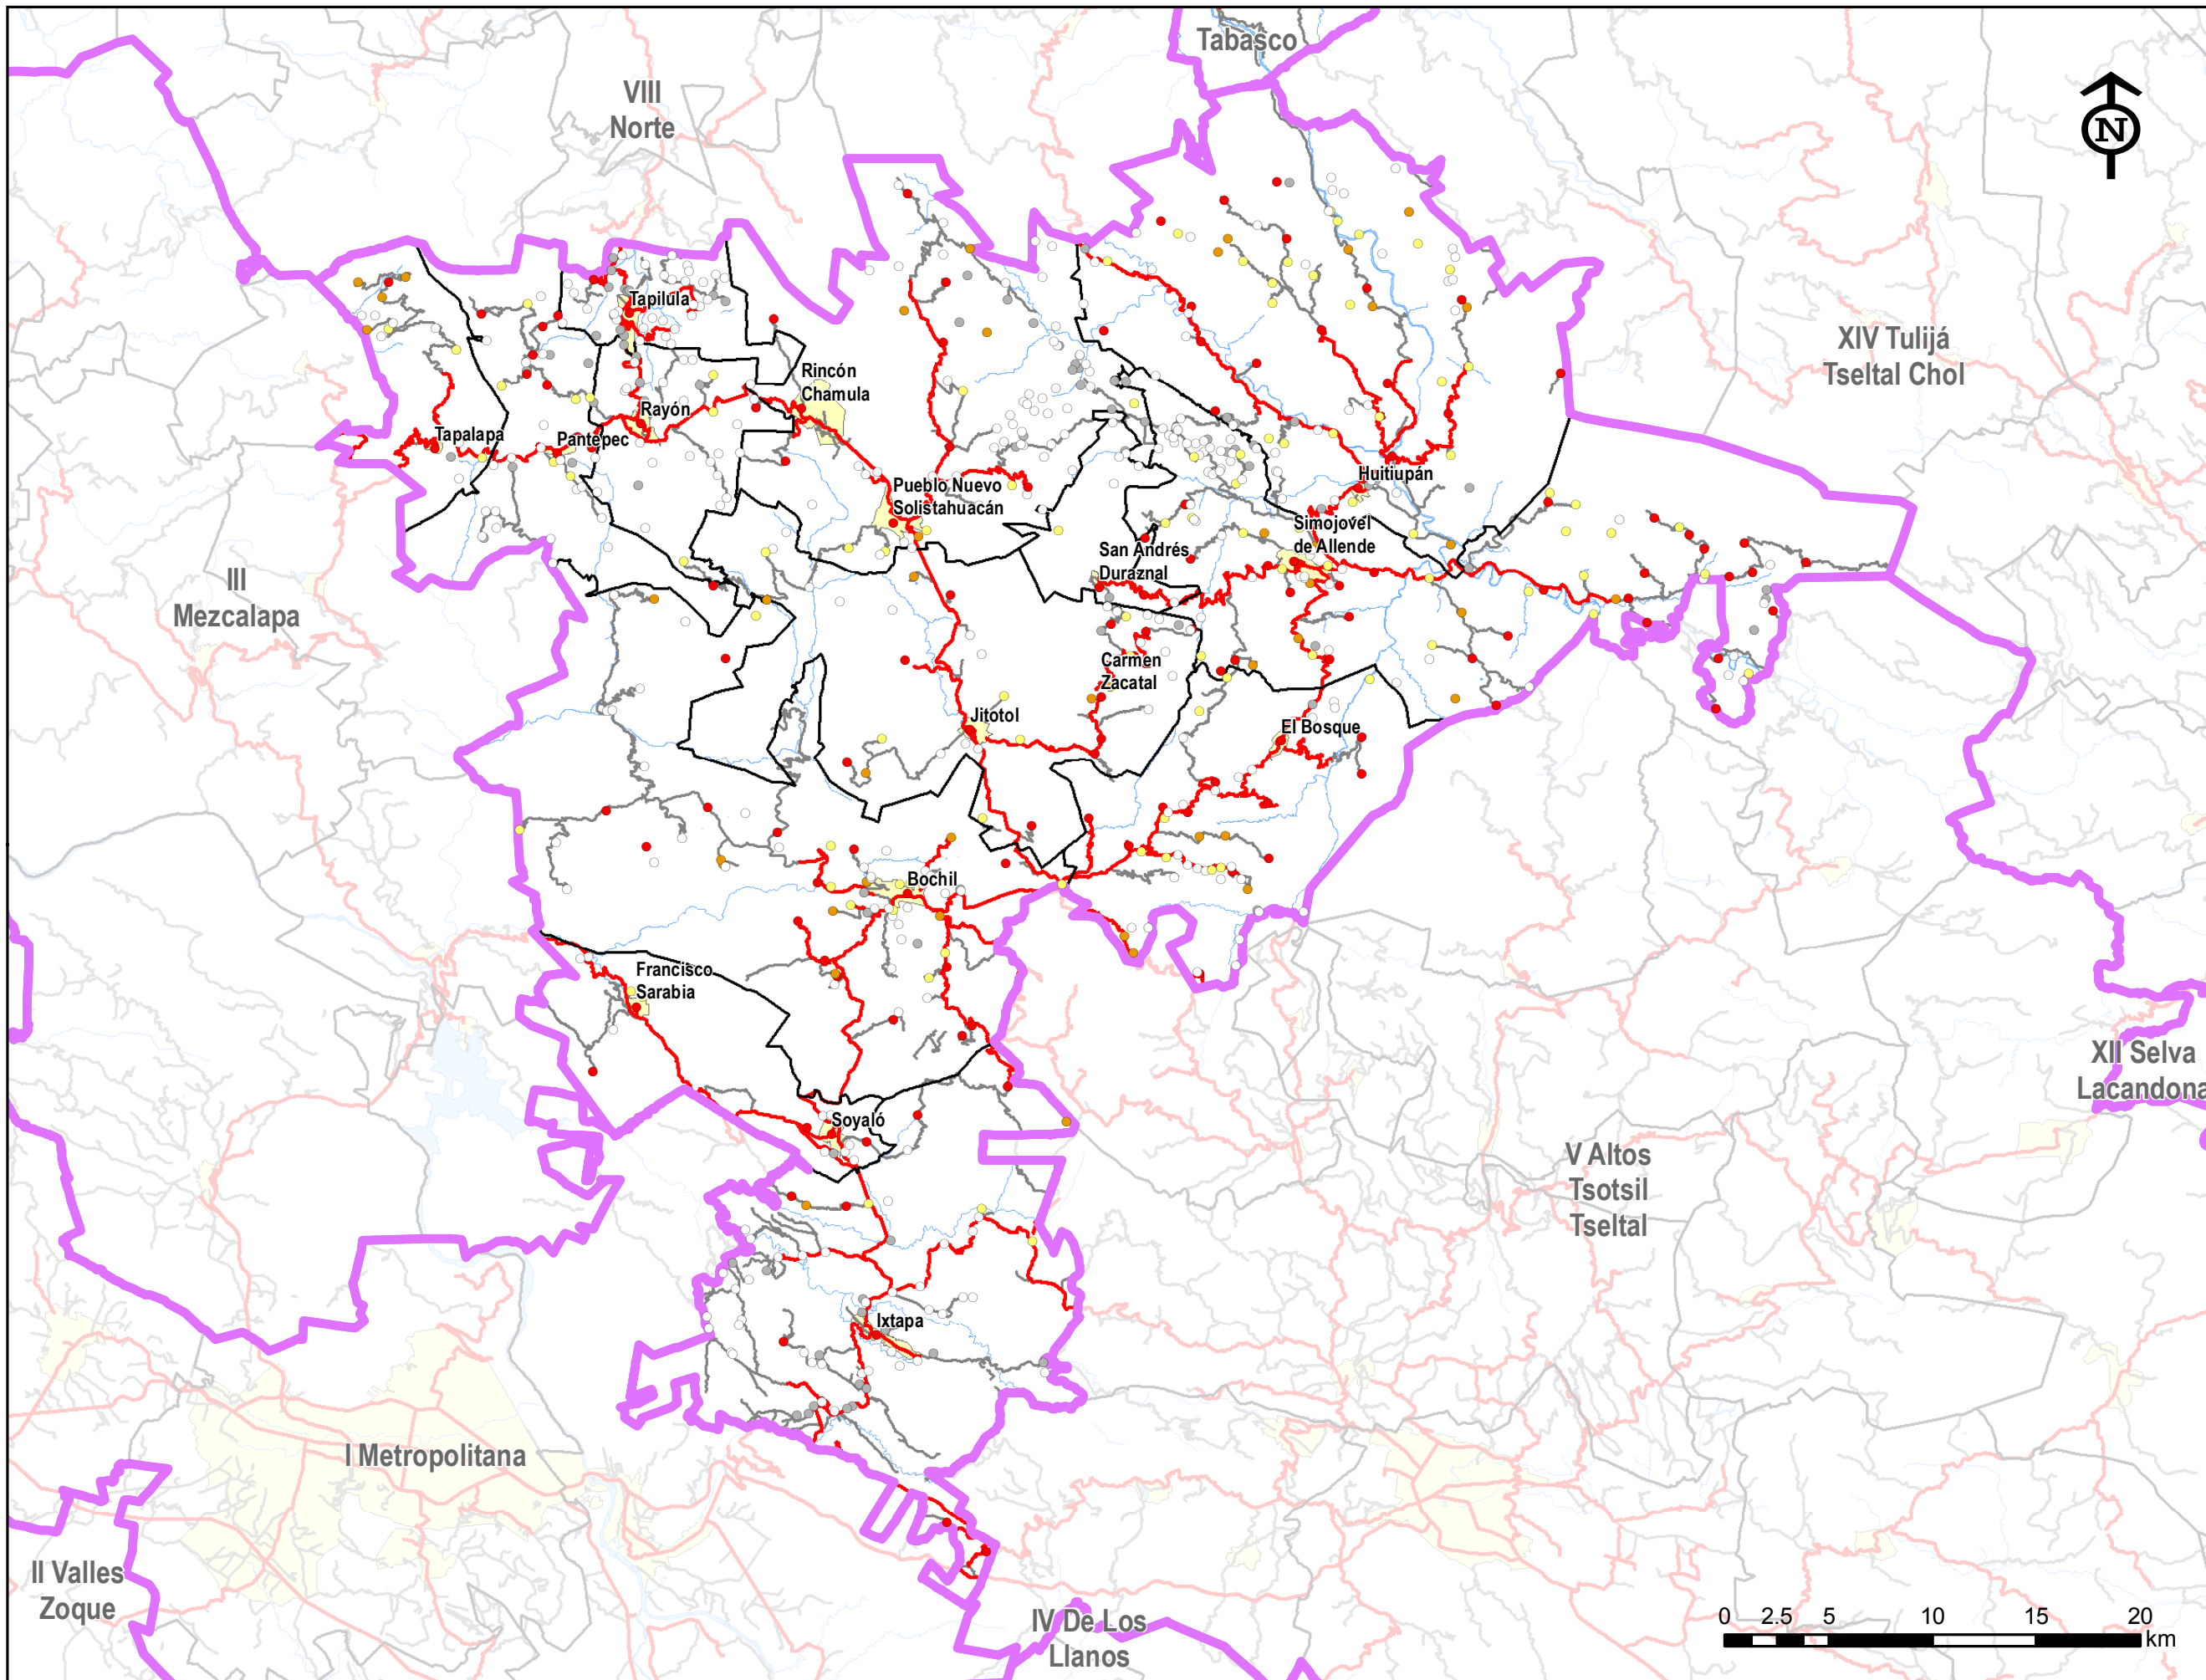 Tabasco
VIII
Norte
N
XIV Tulijá
Tseltal Chol
Tapilula
Rincón
Chamula
Rayón
Tapalapa
Pantepec
Huitiupán
Pueblo Nuevo
Solistahuacán
Simojovel
de Allende
San Andrés
Duraznal
III
Mezcalapa
Carmen
Zacatal
Jitotol
El Bosque
Bochil
Francisco
Sarabia
XII Selva
Lacandona
Soyaló
V Altos
Tsotsil
Tseltal
Ixtapa
I Metropolitana
II Valles
Zoque
IV De Los
Llanos
0 2.5 5 10 15 20
km